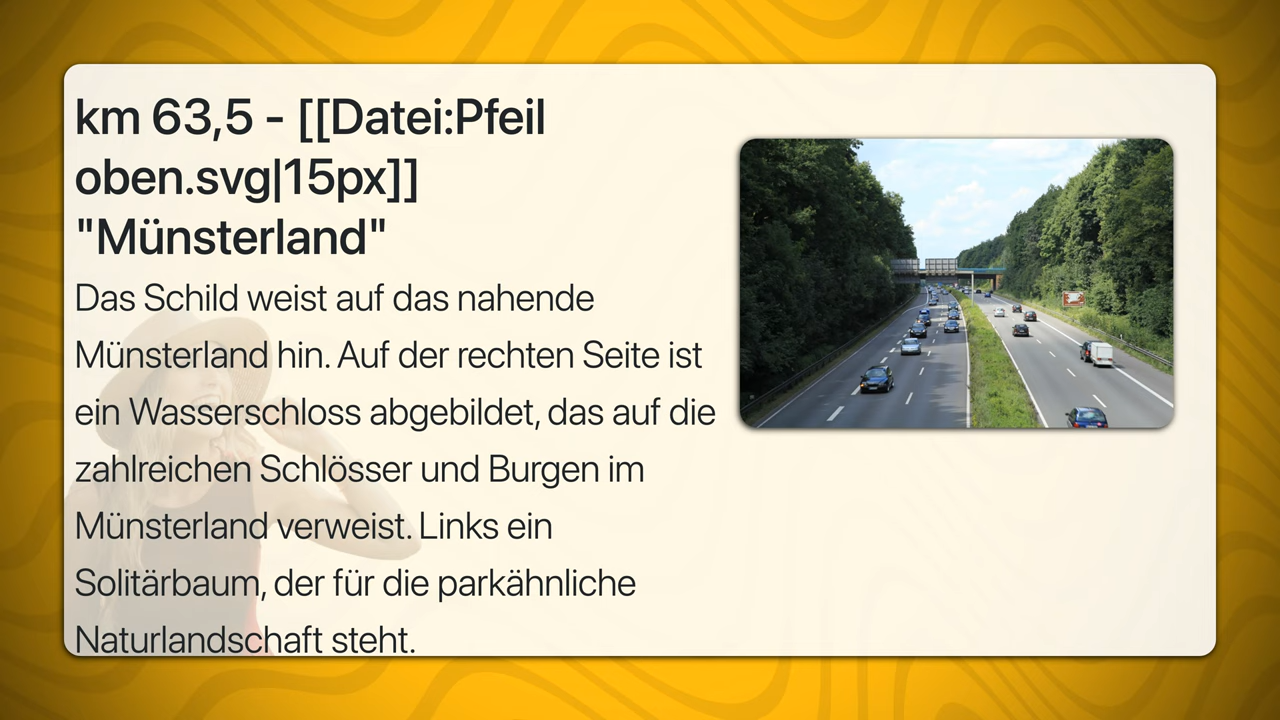 km 63,5 - [[Datei:Pfeil
oben.svg|15px]]
"Münsterland"
Das Schild weist auf das nahende
Münsterland hin. Auf der rechten Seite ist
ein Wasserschloss abgebildet, das auf die
zahlreichen Schlösser und Burgen im
Münsterland verweist. Links ein
Solitärbaum, der für die parkähnliche
Naturlandschaft steht.